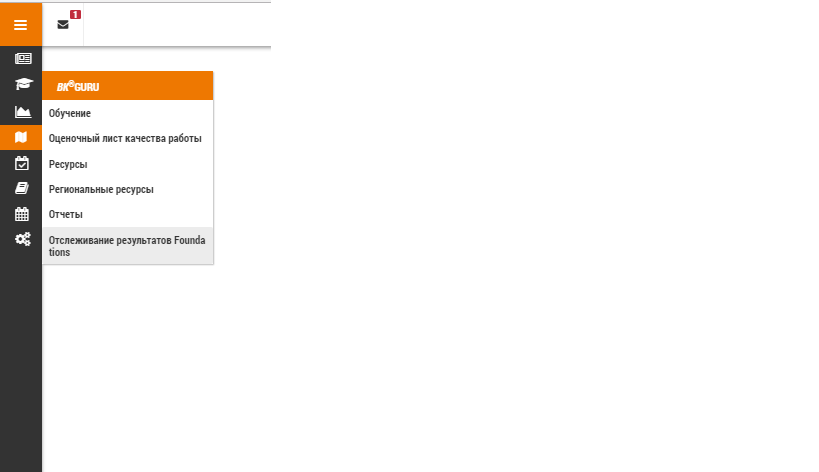 1
BK®GURU
Обучение
Оценочный лист качества работы
Ресурсы
Региональные ресурсы
Отчеты
Отслеживание результатов Founda
tions